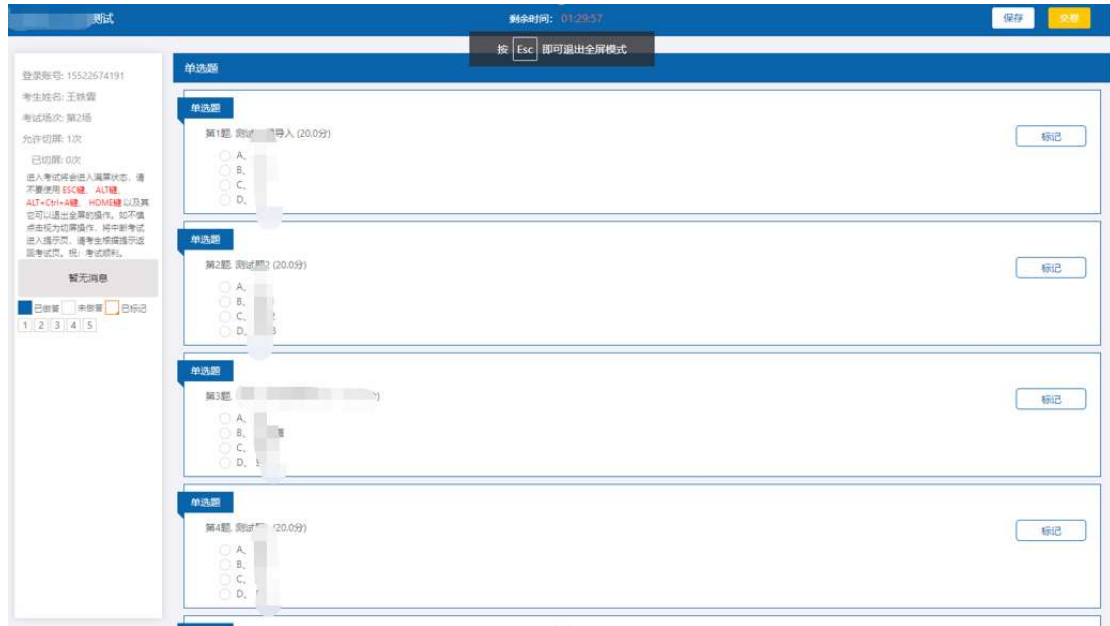 测试
剩余时间： 01:29:57
保存
交卷
按 Esc 即可退出全屏模式
登录账号: 15522674191
考生姓名: 王铁霖
考试场次: 第2场
允许切屏: 1次
已切屏: 0次
进入考试将会进入满屏状态，请
不要使用 ESC键、 ALT键、
ALT+Ctrl+A键、 HOME键 以及其
它可以退出全屏的操作。如不慎
点击视为切屏操作，将中断考试
进入提示页，请考生根据提示返
回考试页。祝：考试顺利。
暂无消息
已做答 未做答 已标记
1 2 3 4 5
单选题
单选题
第1题. 测试 导入 (20.0分)
标记
A、
B、
C、
D、
单选题
第2题. 测试题2 (20.0分)
标记
A、
B、
C、 2
D、 3
单选题
第3题.
标记
A、
B、
C、
D、
单选题
第4题. 测试 (20.0分)
标记
A、
B、
C、
D、